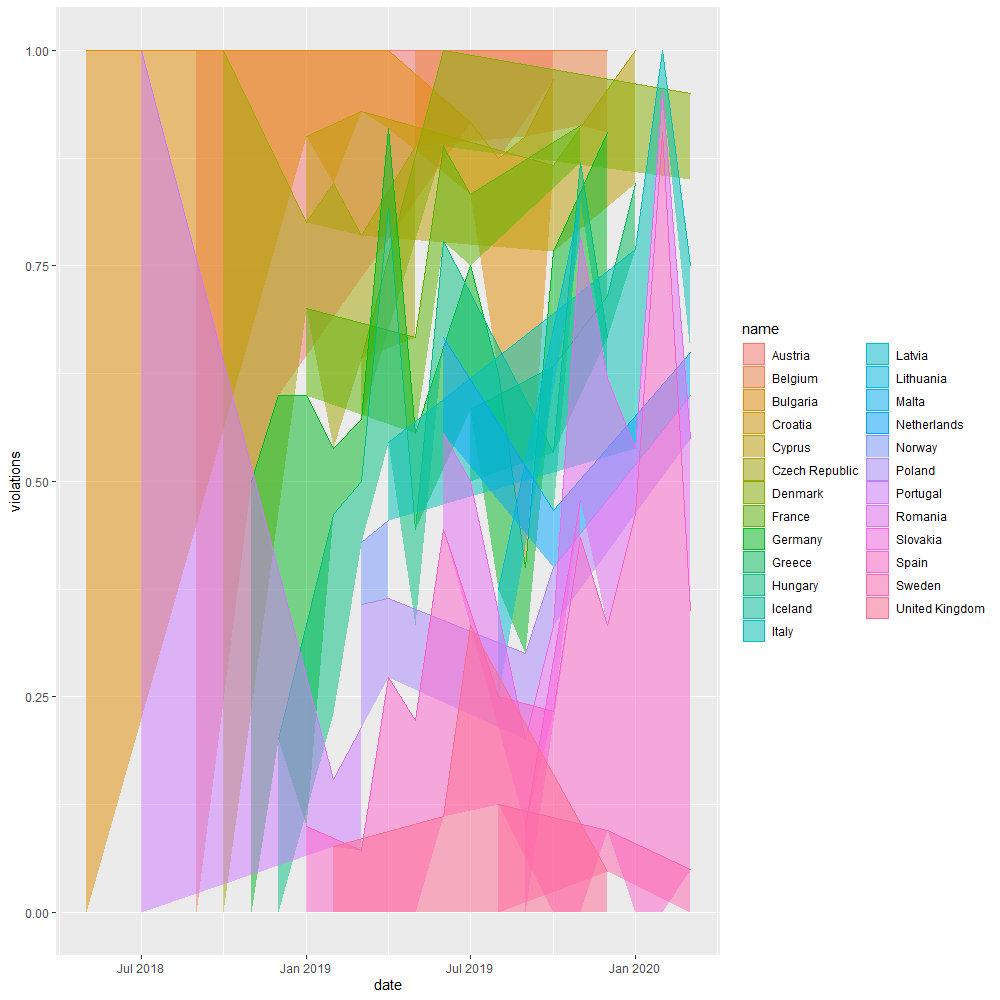 1.00
0.75
0.50
0.25
0.00
violations
Jul 2018
Jan 2019
Jul 2019
Jan 2020
date
name
Austria
Belgium
Bulgaria
Croatia
Cyprus
Czech Republic
Denmark
France
Germany
Greece
Hungary
Iceland
Italy
Latvia
Lithuania
Malta
Netherlands
Norway
Poland
Portugal
Romania
Slovakia
Spain
Sweden
United Kingdom